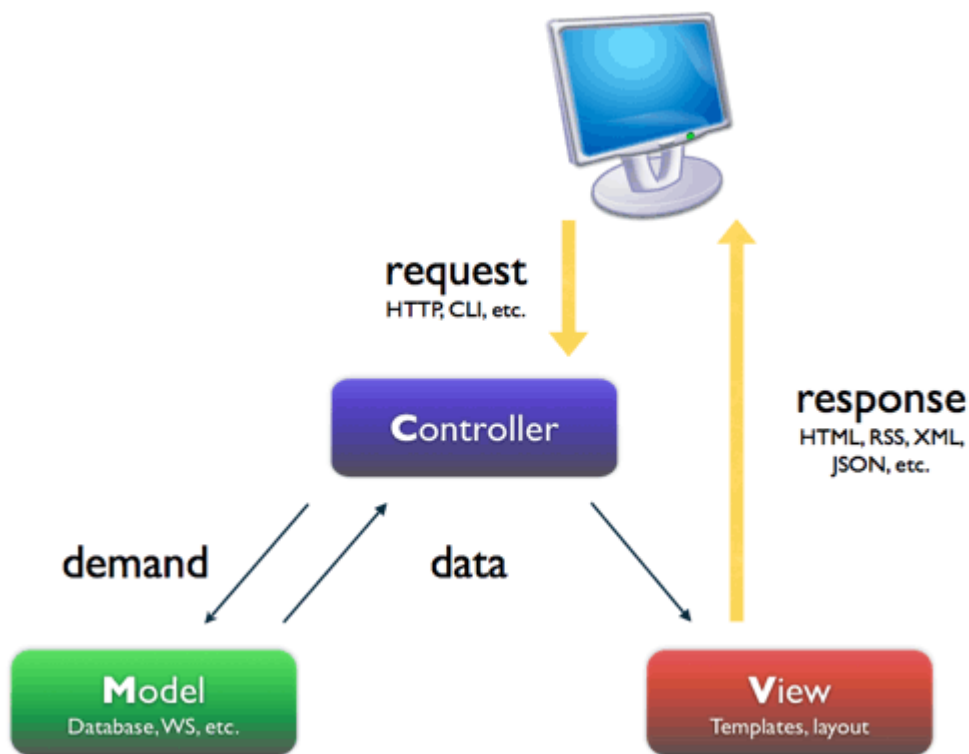 request
HTTP, CLI, etc.
Controller
response
HTML, RSS, XML,
JSON, etc.
demand
data
Model
Database, WS, etc.
View
Templates, layout